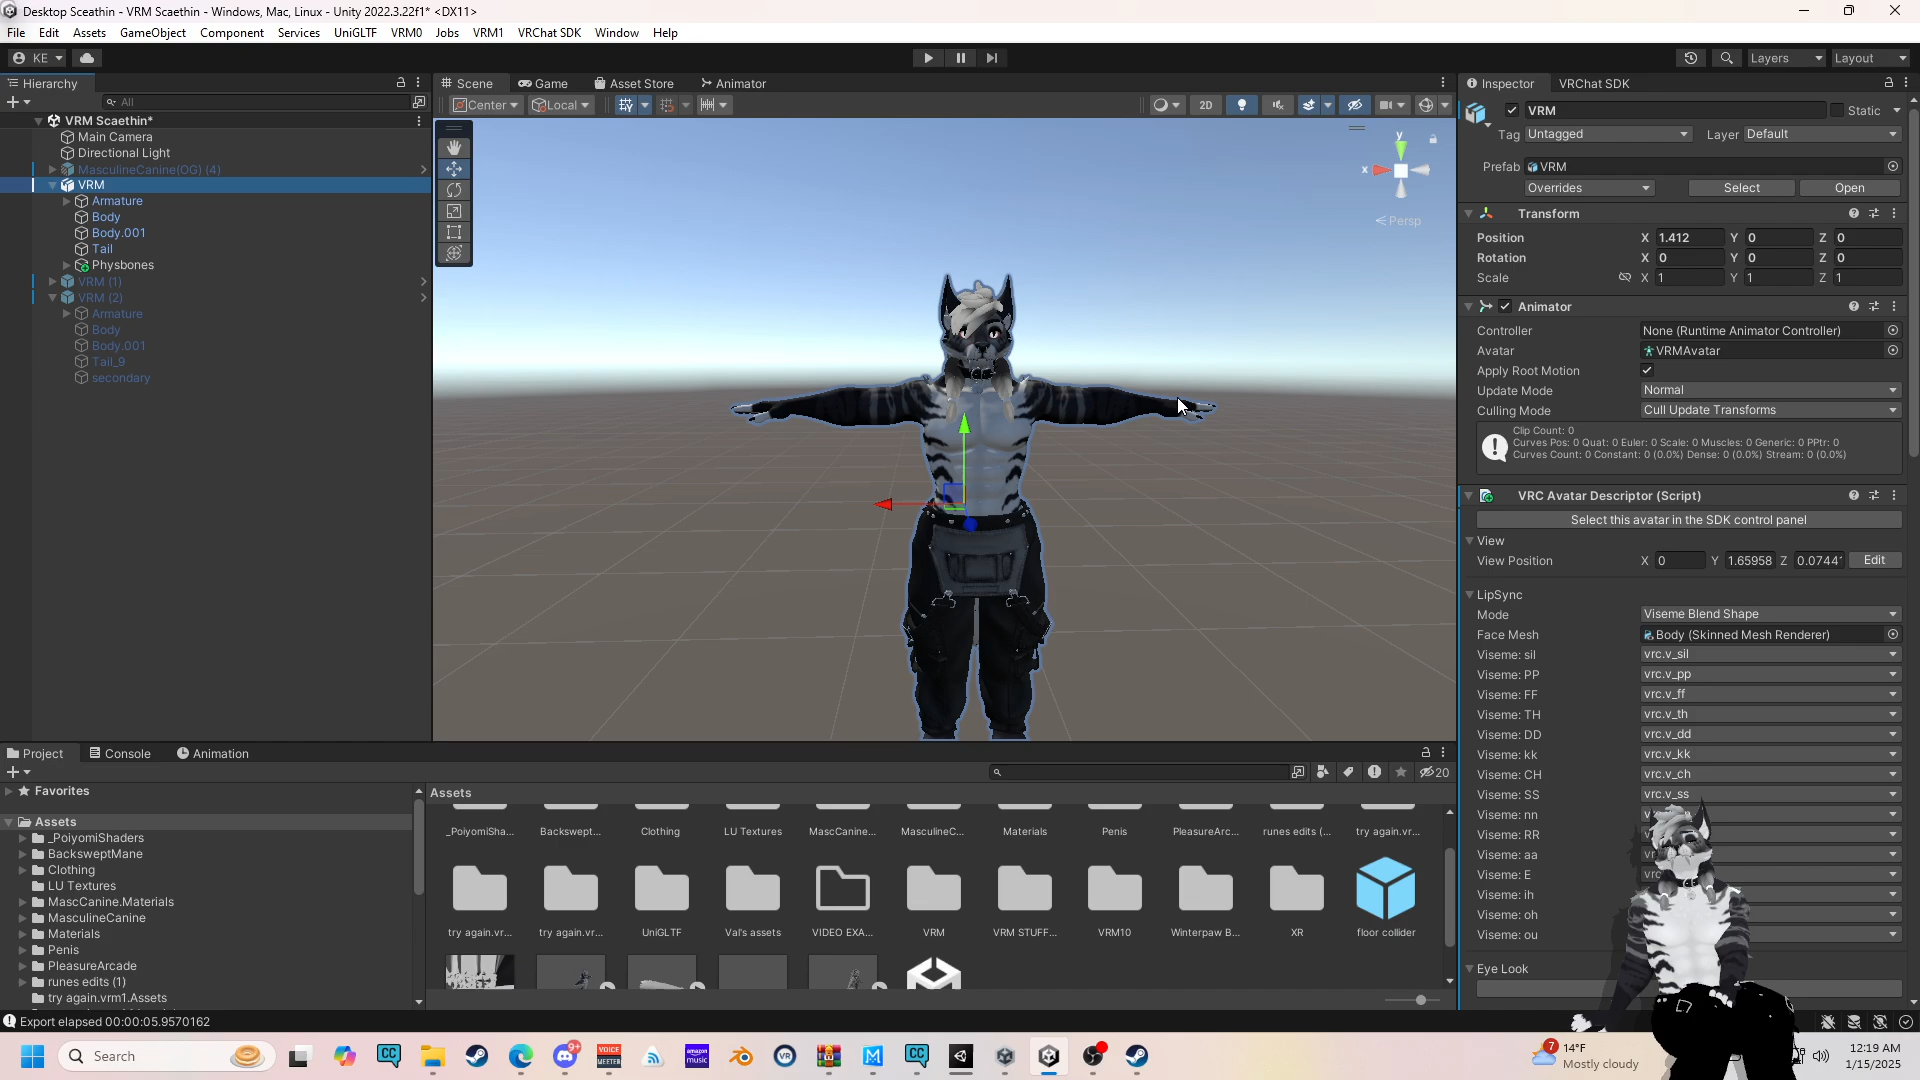 Desktop Sceathin - VRM Scaethin - Windows, Mac, Linux - Unity 2022.3.22f1* <DX11>
File Edit Assets GameObject Component Services UniGLTF VRM0 Jobs VRM1 VRChat SDK Window Help
KE Layers Layout
Hierarchy
All
VRM Scaethin*
Main Camera
Directional Light
MasculineCanine(OG) (4)
VRM
Armature
Body
Body.001
Tail
Physbones
VRM (1)
VRM (2)
Armature
Body
Body.001
Tail_9
secondary
Scene Game Asset Store Animator
Center Local 2D
y
x
Persp
Inspector VRChat SDK
VRM Static
Tag Untagged Layer Default
Prefab VRM
Overrides Select Open
Transform
Position X 1.412 Y 0 Z 0
Rotation X 0 Y 0 Z 0
Scale X 1 Y 1 Z 1
Animator
Controller None (Runtime Animator Controller)
Avatar VRMAvatar
Apply Root Motion
Update Mode Normal
Culling Mode Cull Update Transforms
Clip Count: 0
Curves Pos: 0 Quat: 0 Euler: 0 Scale: 0 Muscles: 0 Generic: 0 PPtr: 0
Curves Count: 0 Constant: 0 (0.0%) Dense: 0 (0.0%) Stream: 0 (0.0%)
VRC Avatar Descriptor (Script)
Select this avatar in the SDK control panel
View
View Position X 0 Y 1.65958 Z 0.0744 Edit
LipSync
Mode Viseme Blend Shape
Face Mesh Body (Skinned Mesh Renderer)
Viseme: sil vrc.v_sil
Viseme: PP vrc.v_pp
Viseme: FF vrc.v_ff
Viseme: TH vrc.v_th
Viseme: DD vrc.v_dd
Viseme: kk vrc.v_kk
Viseme: CH vrc.v_ch
Viseme: SS vrc.v_ss
Viseme: nn
Viseme: RR
Viseme: aa
Viseme: E
Viseme: ih
Viseme: oh
Viseme: ou
Eye Look
Project Console Animation
20
Favorites
Assets
_PoiyomiShaders
BacksweptMane
Clothing
LU Textures
MascCanine.Materials
MasculineCanine
Materials
Penis
PleasureArcade
runes edits (1)
try again.vrm1.Assets
Assets
_PoiyomiSha... Backswept... Clothing LU Textures MascCanine... MasculineC... Materials Penis PleasureArc... runes edits (... try again.vr...
try again.vr... try again.vr... UniGLTF Val's assets VIDEO EXA... VRM VRM STUFF... VRM10 Winterpaw B... XR floor collider
Export elapsed 00:00:05.9570162
Search
CC
9+
VOICE MEETER
amazon music
VR
CC
7
14°F
Mostly cloudy
12:19 AM
1/15/2025